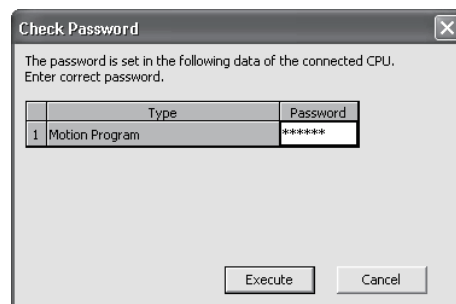 Check Password
The password is set in the following data of the connected CPU.
Enter correct password.
Type Password
1 Motion Program ******
Execute Cancel